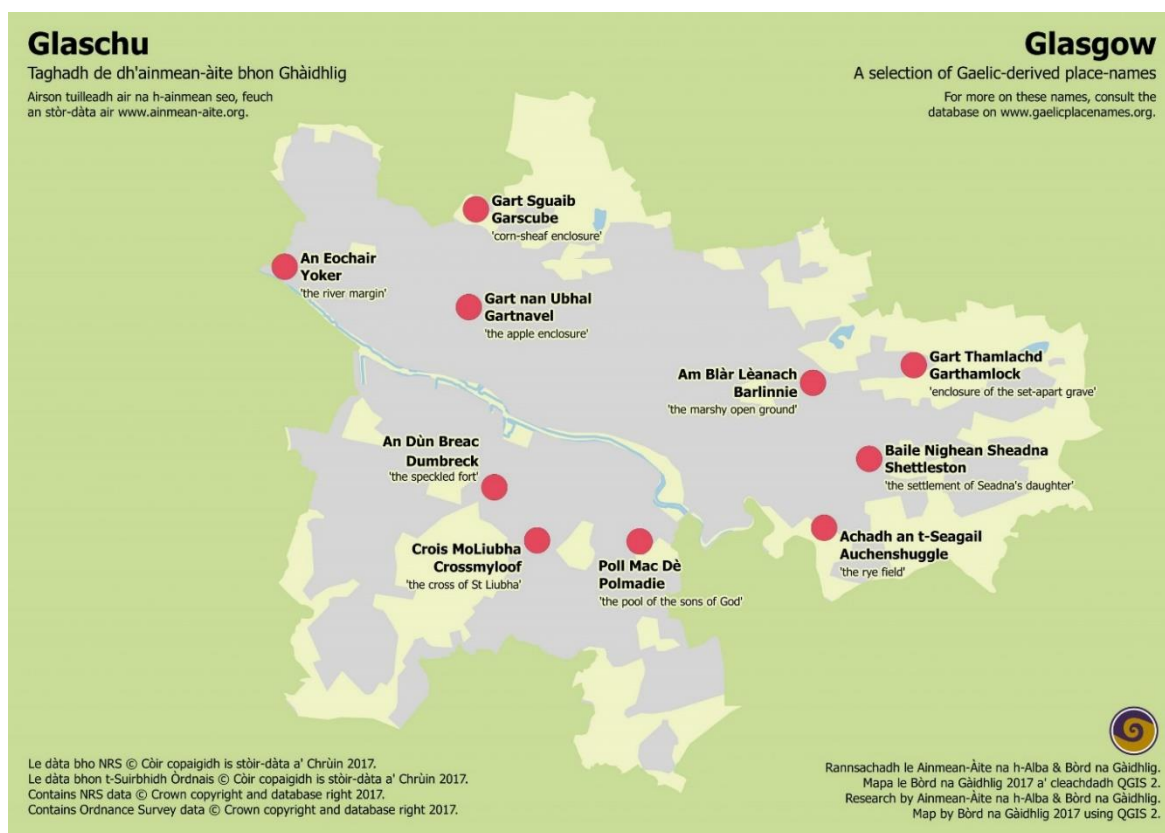 Glaschu
Taghadh de dh'ainmean-àite bhon Ghàidhlig
Airson tuilleadh air na h-ainmean seo, feuch
an stòr-dàta air www.ainmean-aite.org.
Glasgow
A selection of Gaelic-derived place-names
For more on these names, consult the
database on www.gaelicplacenames.org.
Gart Sguaib
Garscube
'corn-sheaf enclosure'
An Eochair
Yoker
'the river margin'
Gart nan Ubhal
Gartnavel
'the apple enclosure'
Gart Thamlachd
Garthamlock
'enclosure of the set-apart grave'
Am Blàr Lèanach
Barlinnie
'the marshy open ground'
An Dùn Breac
Dumbreck
'the speckled fort'
Baile Nighean Sheadna
Shettleston
'the settlement of Seadna's daughter'
Achadh an t-Seagail
Auchenshuggle
'the rye field'
Crois MoLiubha
Crossmyloof
'the cross of St Liubha'
Poll Mac Dè
Polmadie
'the pool of the sons of God'
Le dàta bho NRS © Còir copaigidh is stòir-dàta a' Chrùin 2017.
Le dàta bhon t-Suirbhidh Òrdnais © Còir copaigidh is stòir-dàta a' Chrùin 2017.
Contains NRS data © Crown copyright and database right 2017.
Contains Ordnance Survey data © Crown copyright and database right 2017.
Rannsachadh le Ainmean-Àite na h-Alba & Bòrd na Gàidhlig.
Mapa le Bòrd na Gàidhlig 2017 a' cleachdadh QGIS 2.
Research by Ainmean-Àite na h-Alba & Bòrd na Gàidhlig.
Map by Bòrd na Gàidhlig 2017 using QGIS 2.